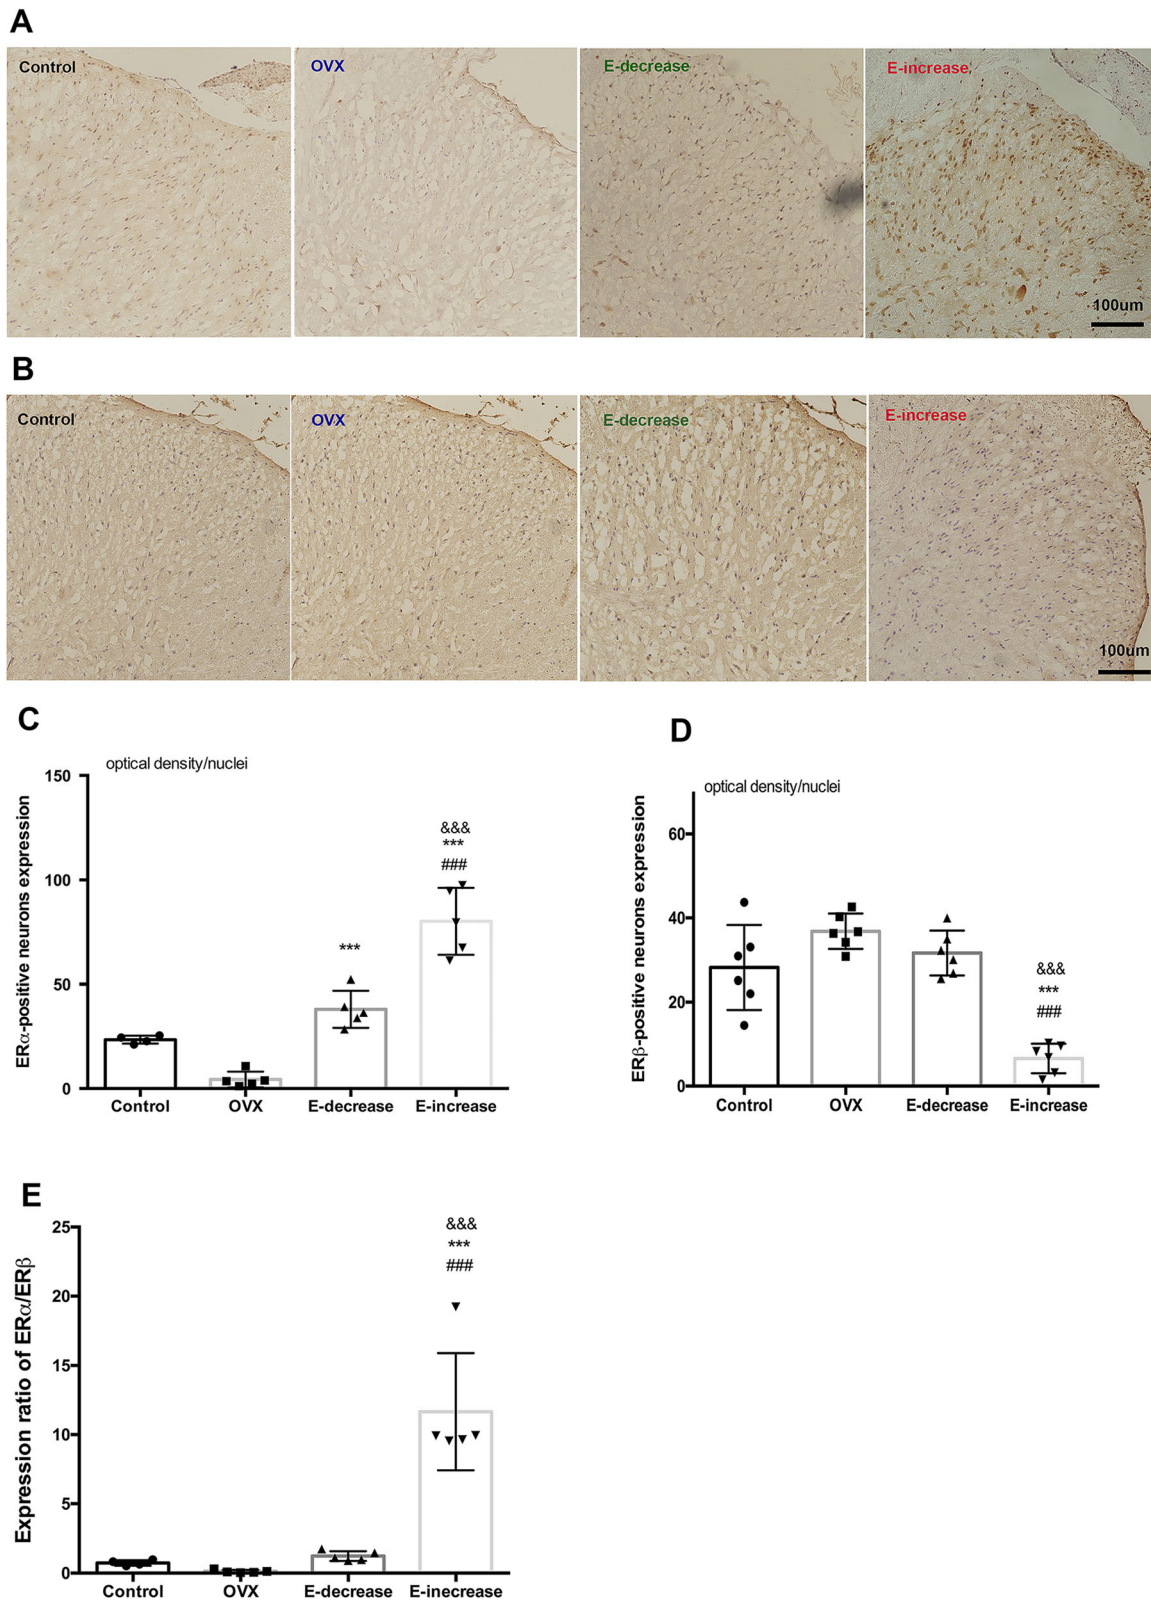 A
Control
OVX
E-decrease
E-increase
100um
B
Control
OVX
E-decrease
E-increase
100um
C
optical density/nuclei
ERα-positive neurons expression
150
100
50
0
&&&
***
###
***
Control
OVX
E-decrease
E-increase
D
optical density/nuclei
ERβ-positive neurons expression
60
40
20
0
&&&
***
###
Control
OVX
E-decrease
E-increase
E
Expression ratio of ERα/ERβ
25
20
15
10
5
0
&&&
***
###
Control
OVX
E-decrease
E-inecrease